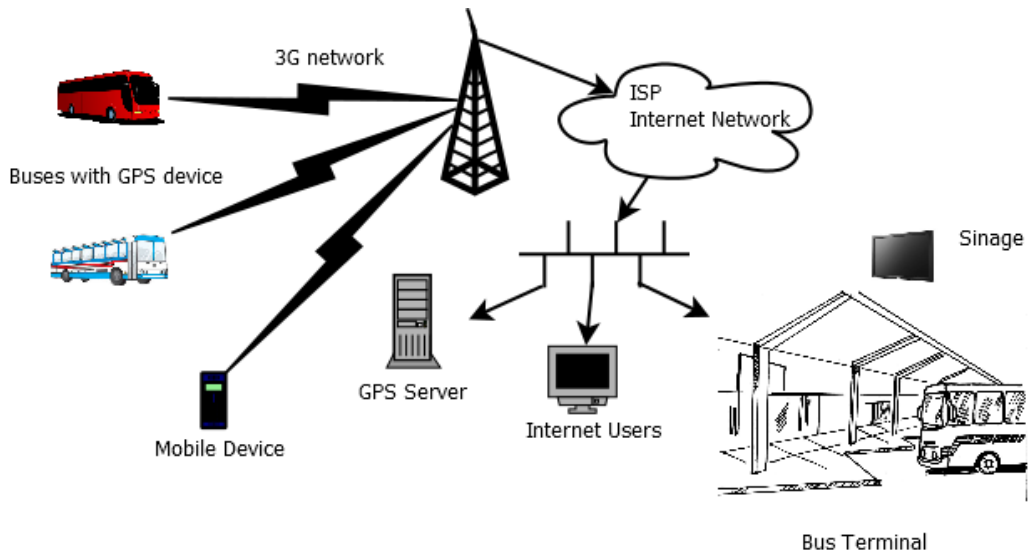 3G network
ISP
Internet Network
Buses with GPS device
Sinage
GPS Server
Internet Users
Mobile Device
Bus Terminal